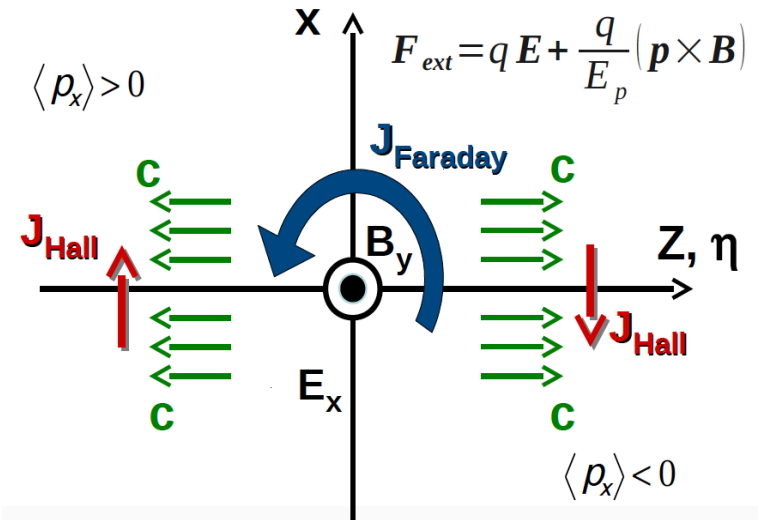 x
F_ext = q E + q/E_p (p × B)
⟨p_x⟩ > 0
J_Faraday
c
c
J_Hall
B_y
Z, η
J_Hall
E_x
c
c
⟨p_x⟩ < 0